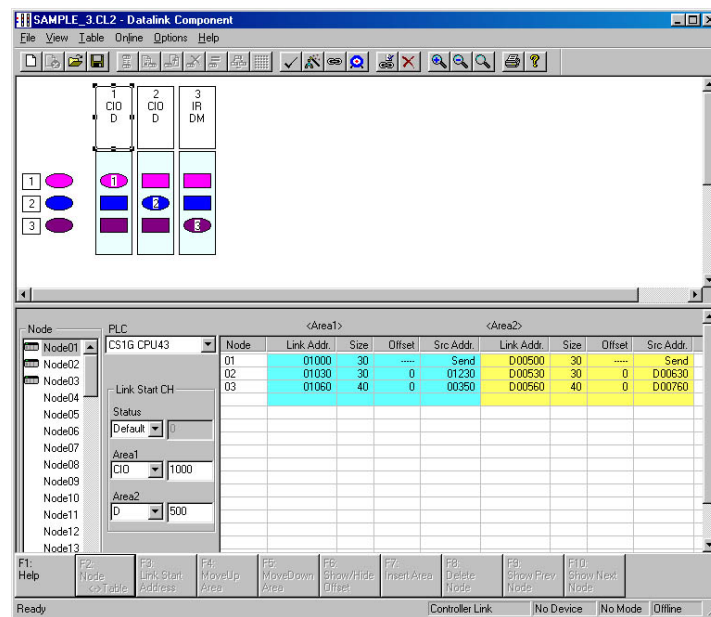 SAMPLE_3.CL2 - Datalink Component
File View Table Online Options Help
1 2 3
CIO CIO IR
D D DM
1 1
2 2
3 3
Node
Node01
Node02
Node03
Node04
Node05
Node06
Node07
Node08
Node09
Node10
Node11
Node12
Node13
PLC
CS1G CPU43
Link Start CH
Status
Default 0
Area1
CIO 1000
Area2
D 500
<Area1> <Area2>
Node Link Addr. Size Offset Src Addr. Link Addr. Size Offset Src Addr.
01 01000 30 ----- Send D00500 30 ----- Send
02 01030 30 0 01230 D00530 30 0 D00630
03 01060 40 0 00350 D00560 40 0 D00760
F1: Help
F2: Node <->Table
F3: Link Start Address
F4: MoveUp Area
F5: MoveDown Area
F6: Show/Hide Offset
F7: InsertArea
F8: Delete Node
F9: Show Prev Node
F10: Show Next Node
Ready Controller Link No Device No Mode Offline